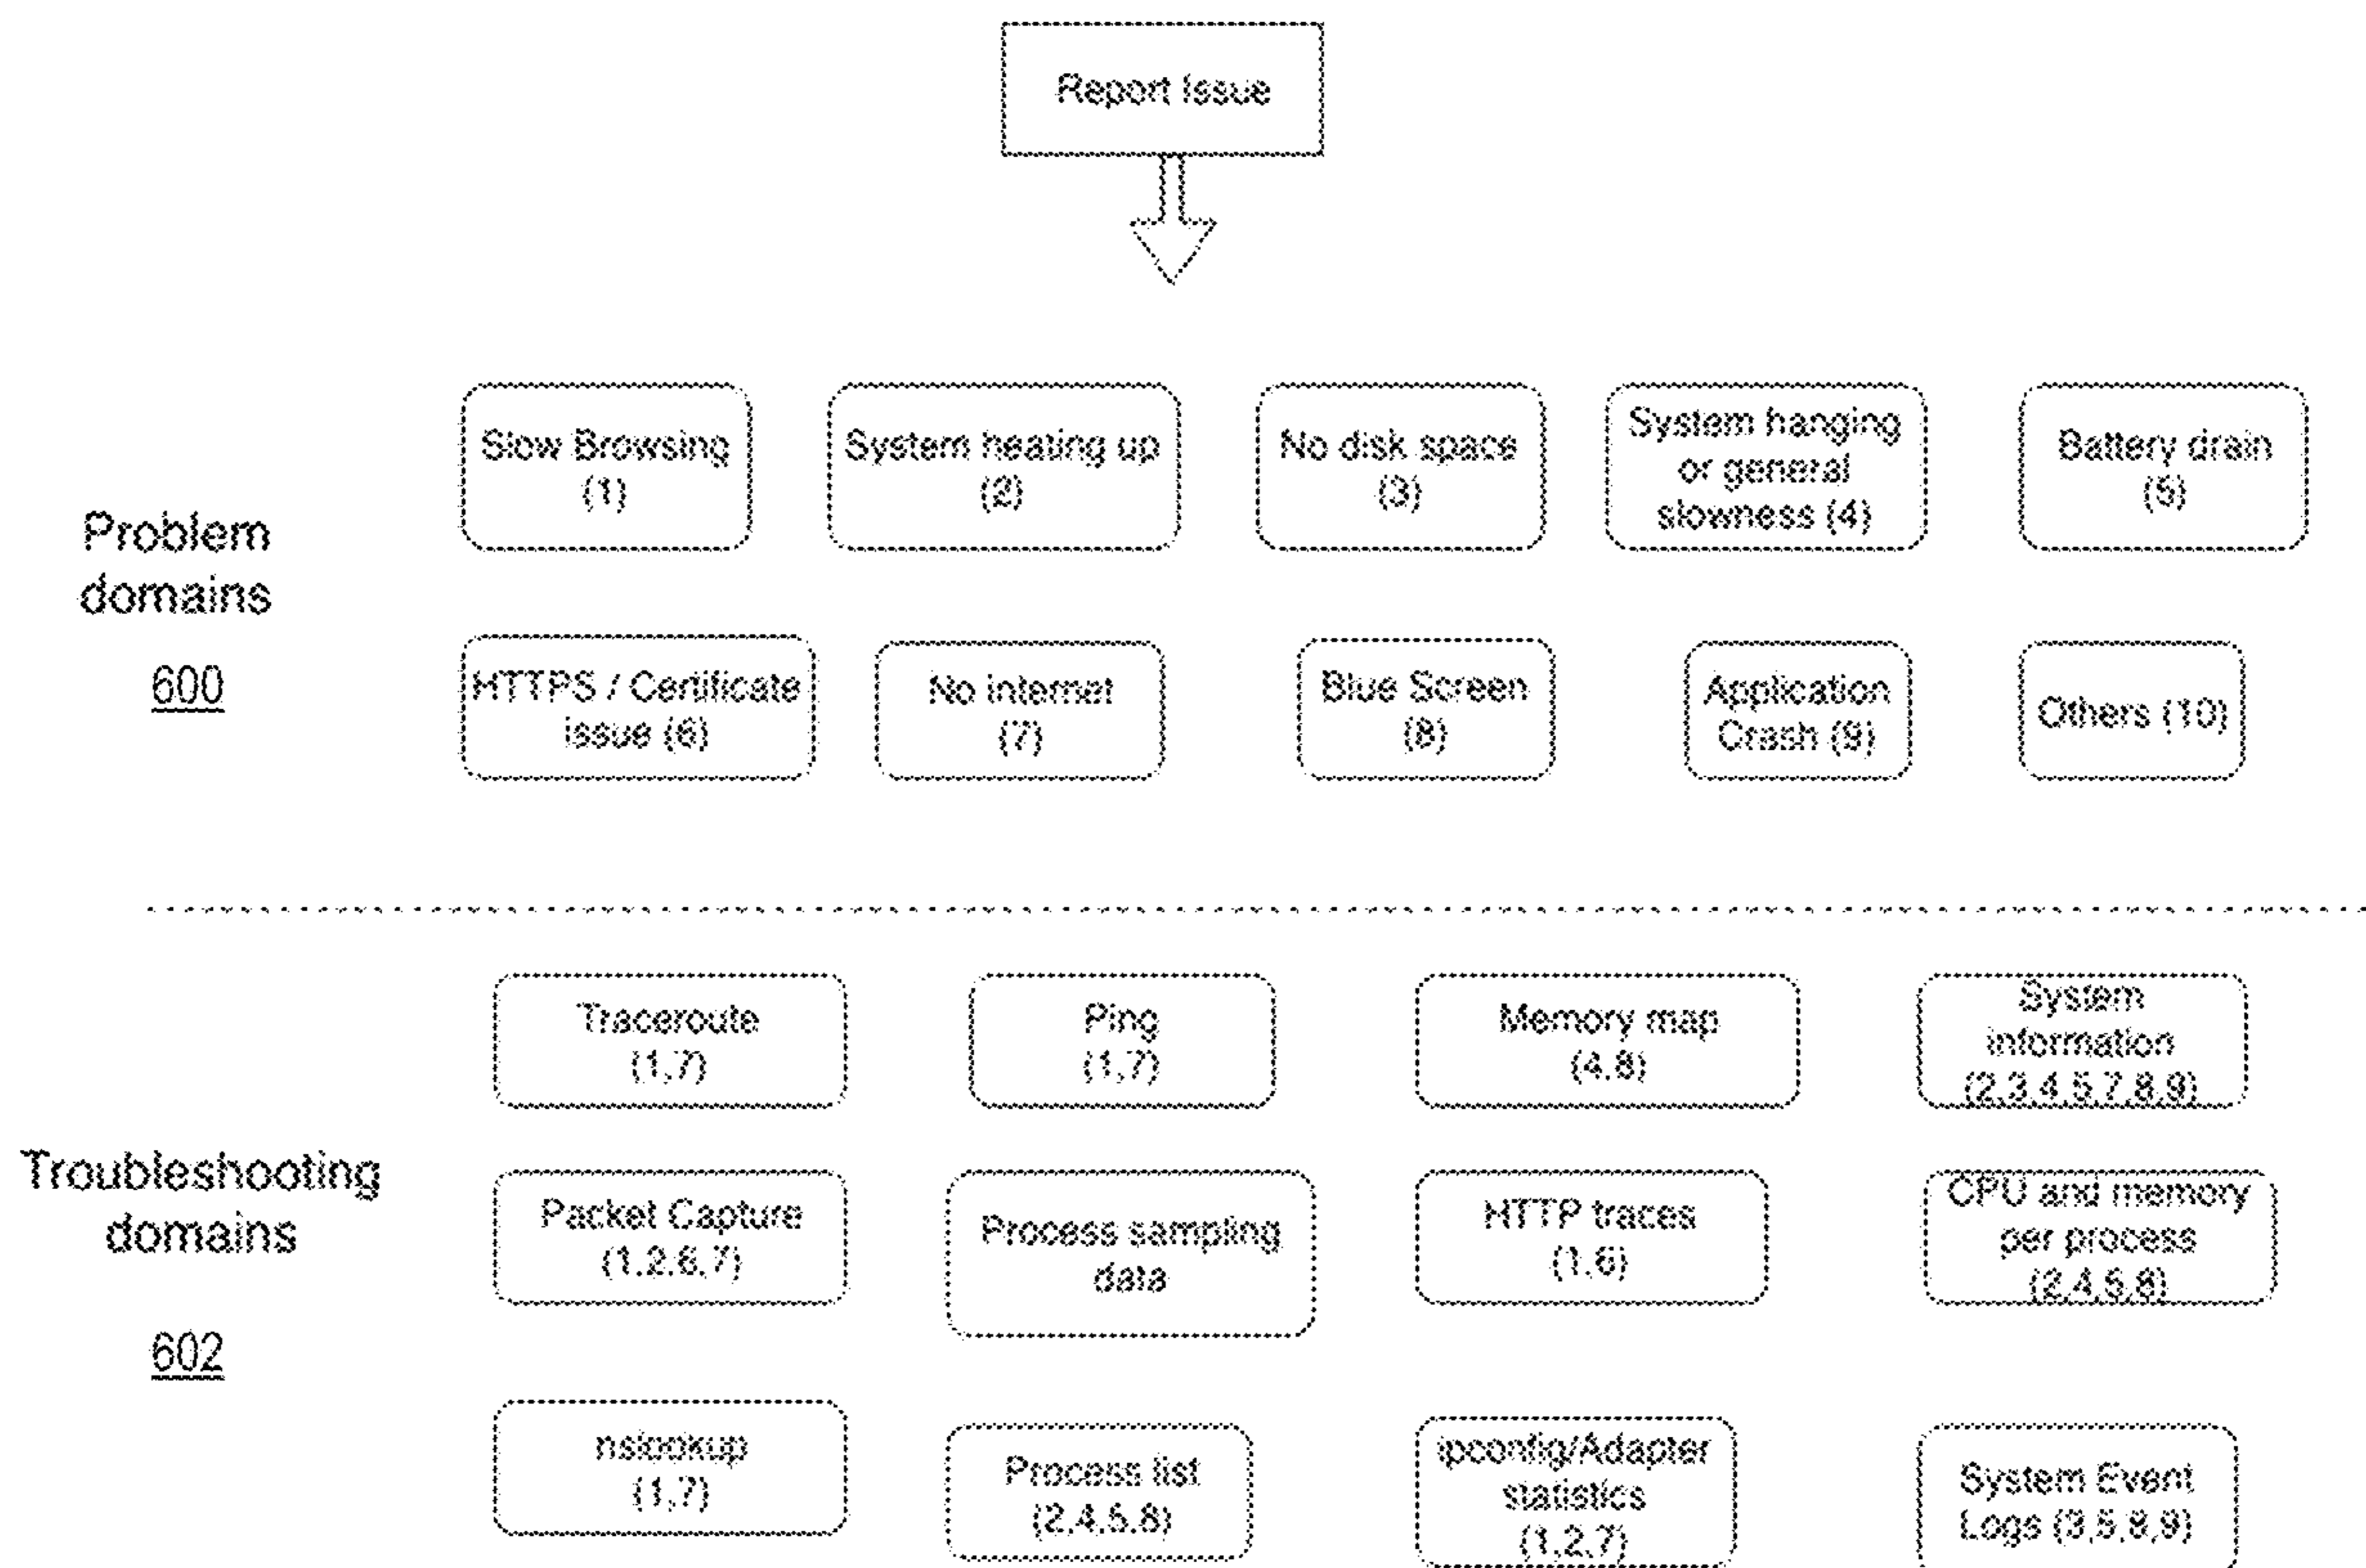 Report Issue
Problem
domains
600
Slow Browsing
(1)
System heating up
(2)
No disk space
(3)
System hanging
or general
slowness (4)
Battery drain
(5)
HTTPS / Certificate
issue (6)
No internet
(7)
Blue Screen
(8)
Application
Crash (9)
Others (10)
Troubleshooting
domains
602
Traceroute
(1,7)
Ping
(1,7)
Memory map
(4,8)
System
information
(2,3,4,5,7,8,9)
Packet Capture
(1,2,6,7)
Process sampling
data
HTTP traces
(1,6)
CPU and memory
per process
(2,4,5,8)
nslookup
(1,7)
Process list
(2,4,5,8)
ipconfig/Adapter
statistics
(1,2,7)
System Event
Logs (3,5,8,9)